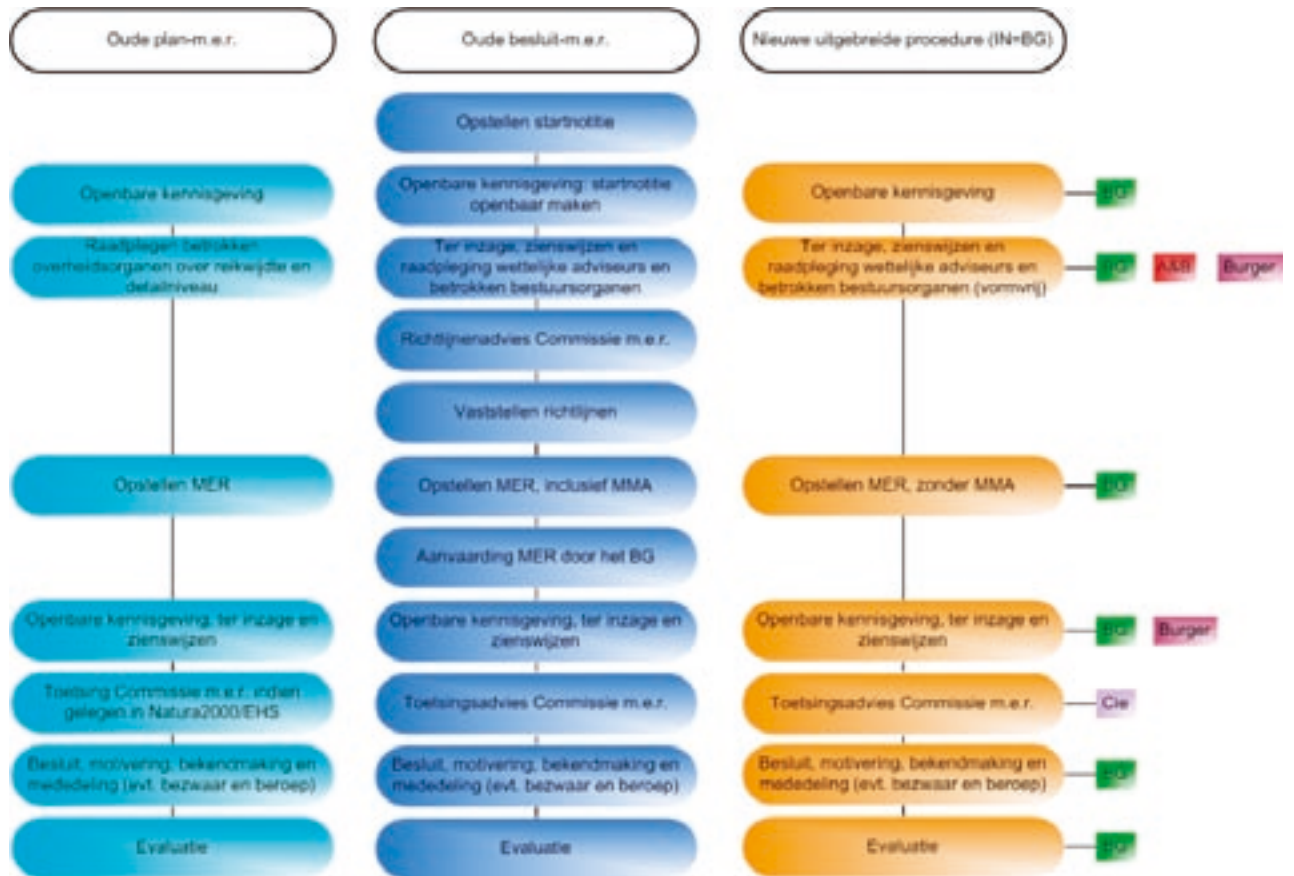 Oude plan-m.e.r.
Oude besluit-m.e.r.
Nieuwe uitgebreide procedure (IN=BG)
Opstellen startnotitie
Openbare kennisgeving
Openbare kennisgeving: startnotitie
openbaar maken
Openbare kennisgeving
BG
Raadplegen betrokken
overheidsorganen over reikwijdte en
detailniveau
Ter inzage, zienswijzen en
raadpleging wettelijke adviseurs en
betrokken bestuursorganen
Ter inzage, zienswijzen en
raadpleging wettelijke adviseurs en
betrokken bestuursorganen (vormvrij)
BG
A&B
Burger
Richtlijnenadvies Commissie m.e.r.
Vaststellen richtlijnen
Opstellen MER
Opstellen MER, inclusief MMA
Opstellen MER, zonder MMA
BG
Aanvaarding MER door het BG
Openbare kennisgeving, ter inzage en
zienswijzen
Openbare kennisgeving, ter inzage en
zienswijzen
Openbare kennisgeving, ter inzage en
zienswijzen
BG
Burger
Toetsing Commissie m.e.r. indien
gelegen in Natura2000/EHS
Toetsingsadvies Commissie m.e.r.
Toetsingsadvies Commissie m.e.r.
Cie
Besluit, motivering, bekendmaking en
mededeling (evt. bezwaar en beroep)
Besluit, motivering, bekendmaking en
mededeling (evt. bezwaar en beroep)
Besluit, motivering, bekendmaking en
mededeling (evt. bezwaar en beroep)
BG
Evaluatie
Evaluatie
Evaluatie
BG